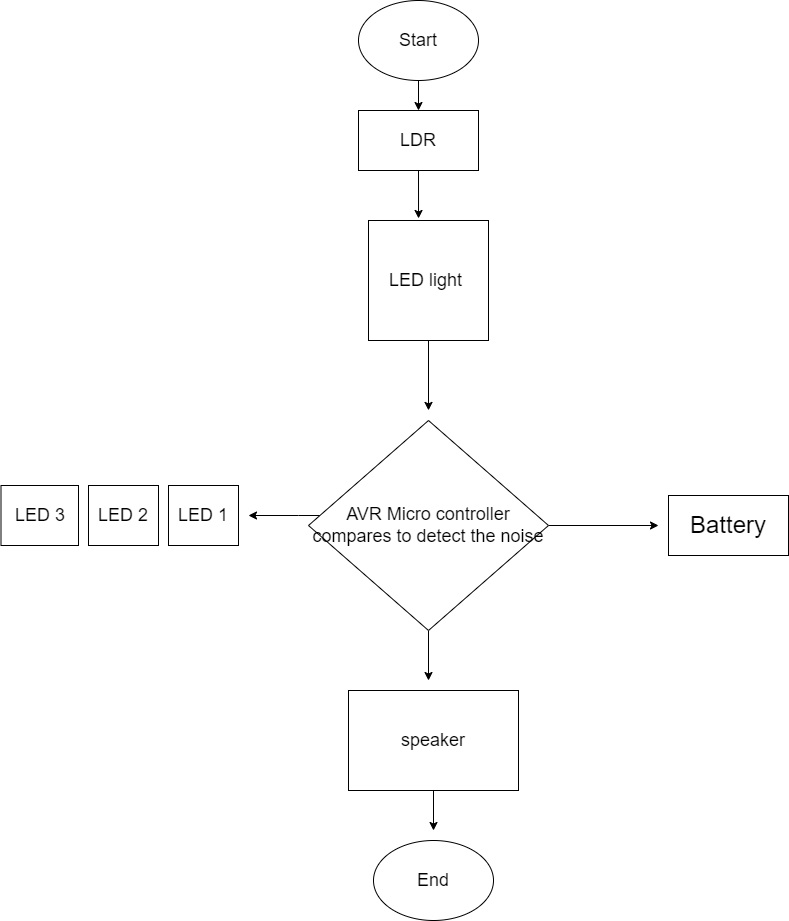 Start
LDR
LED light
AVR Micro controller
compares to detect the noise
LED 3
LED 2
LED 1
Battery
speaker
End